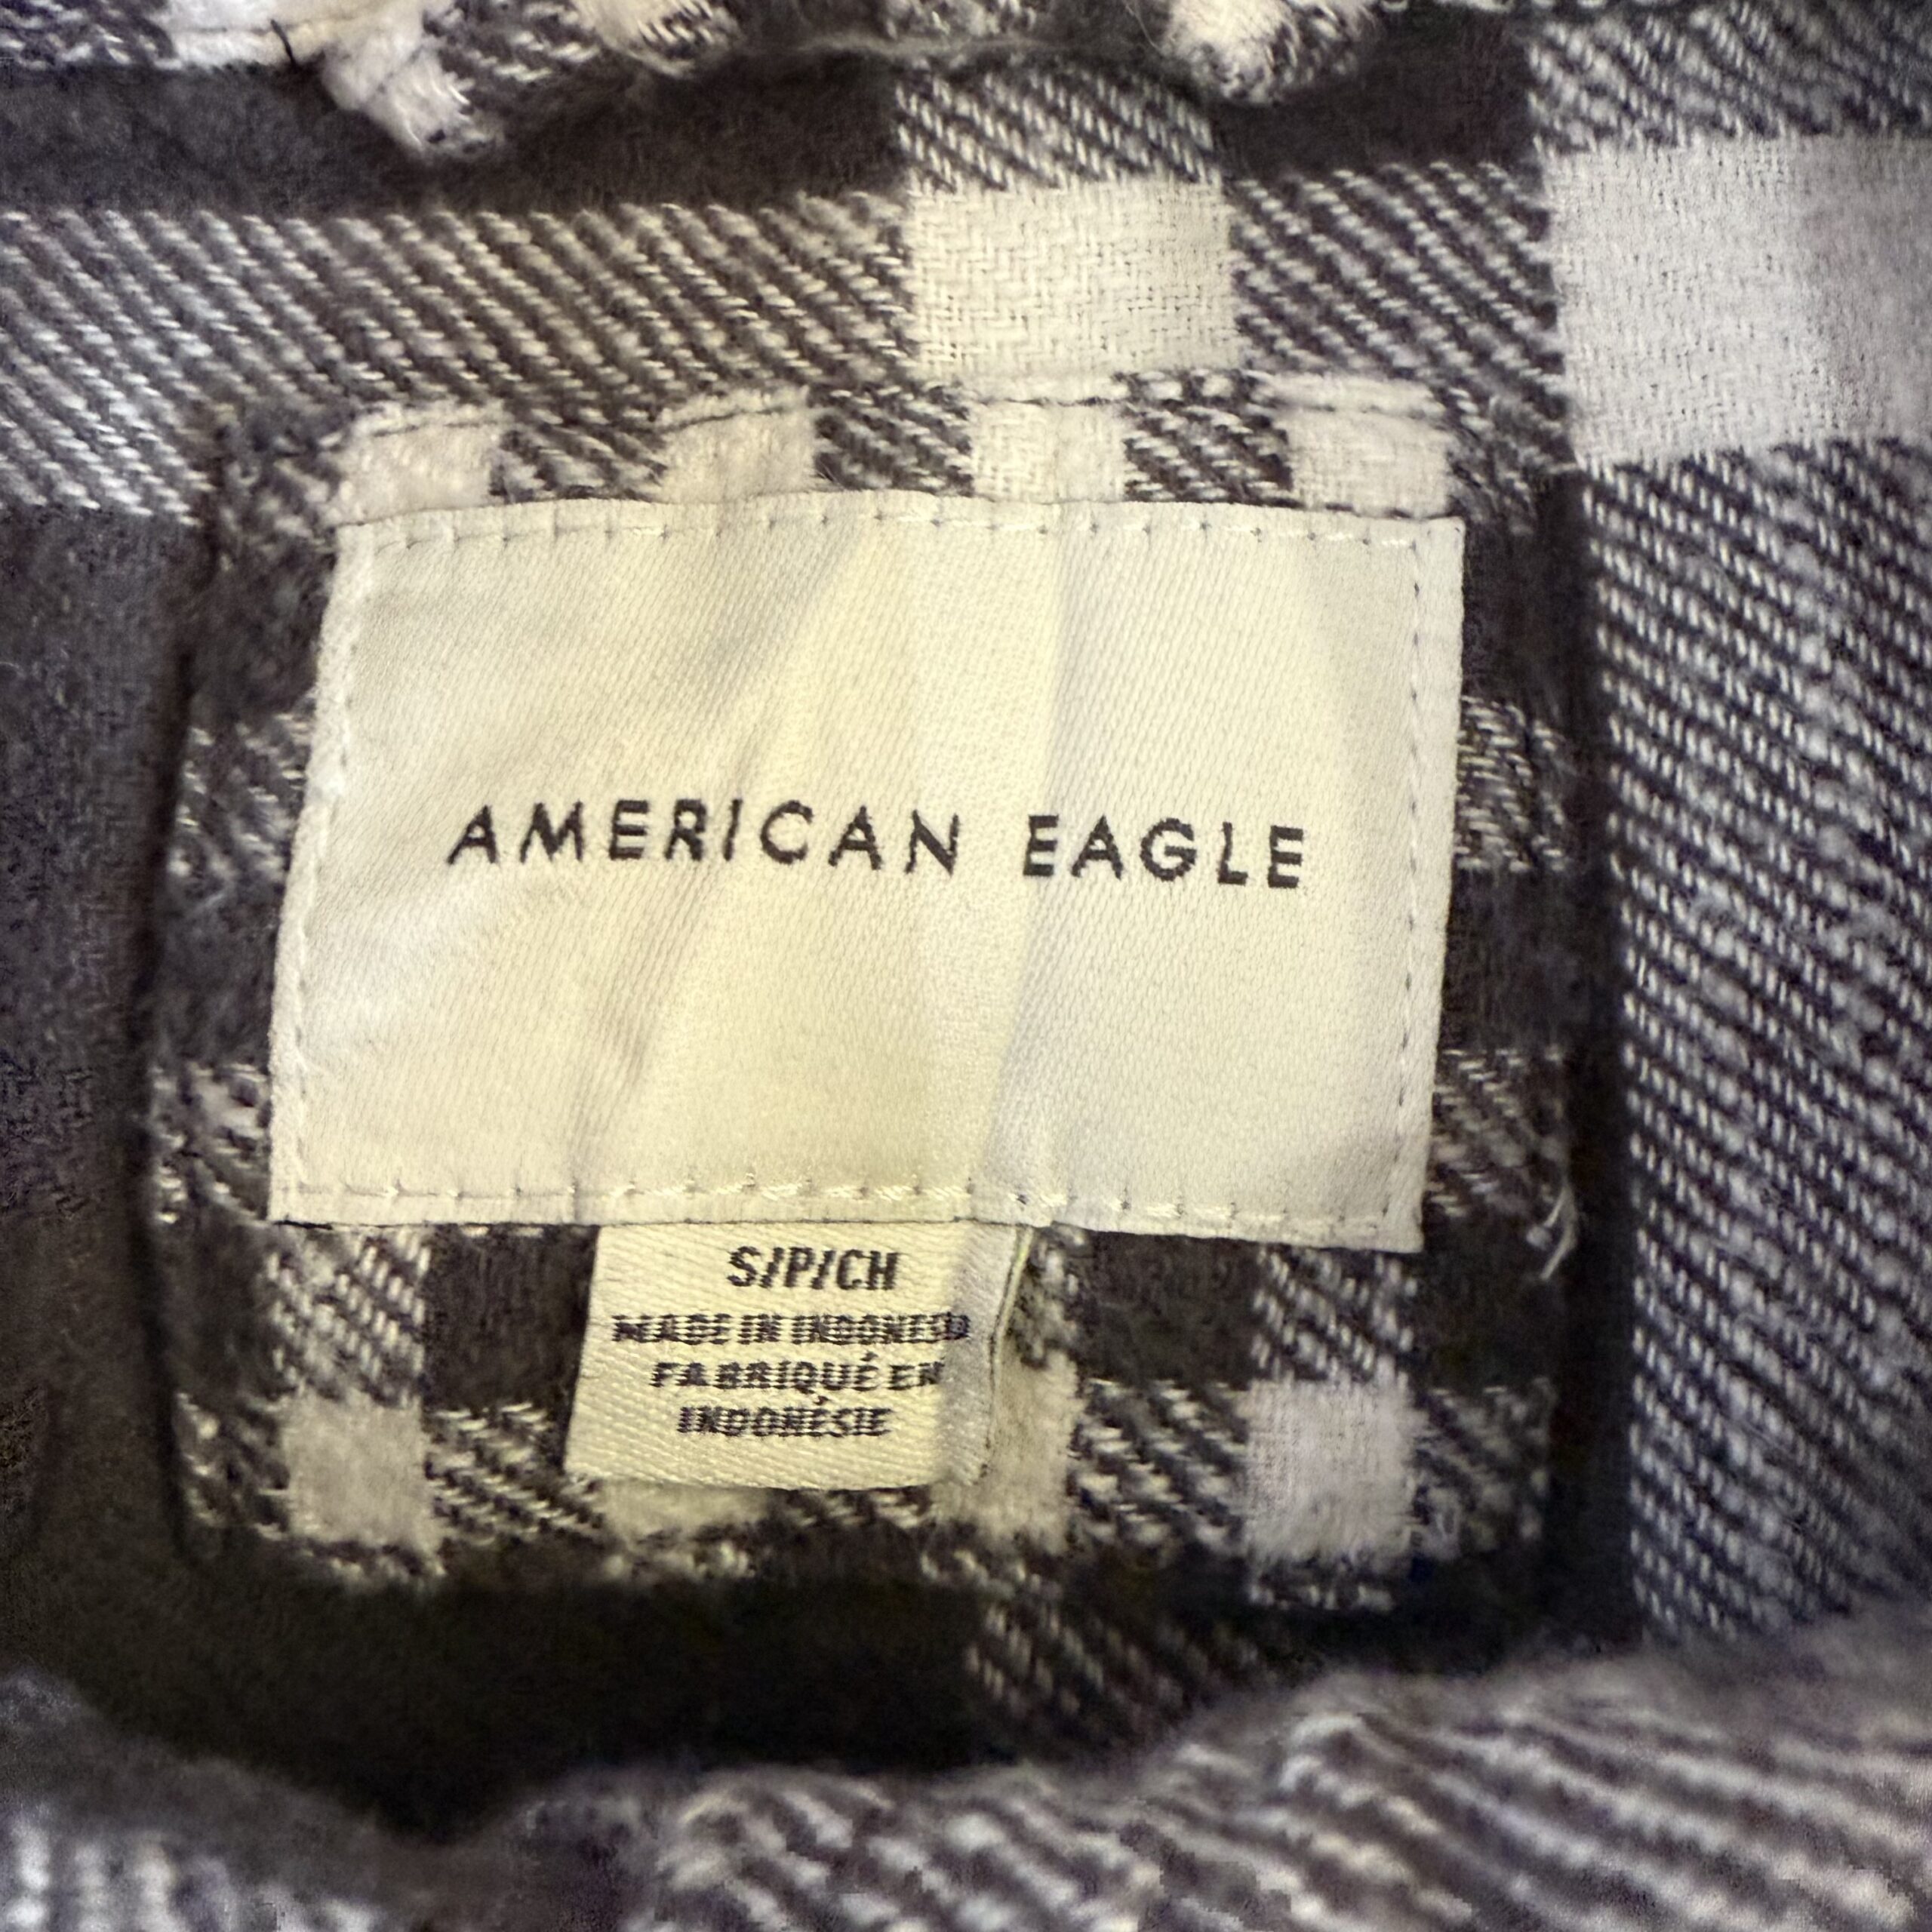 AMERICAN EAGLE
S/P/CH
MADE IN INDONESIA
FABRIQUÉ EN
INDONÉSIE